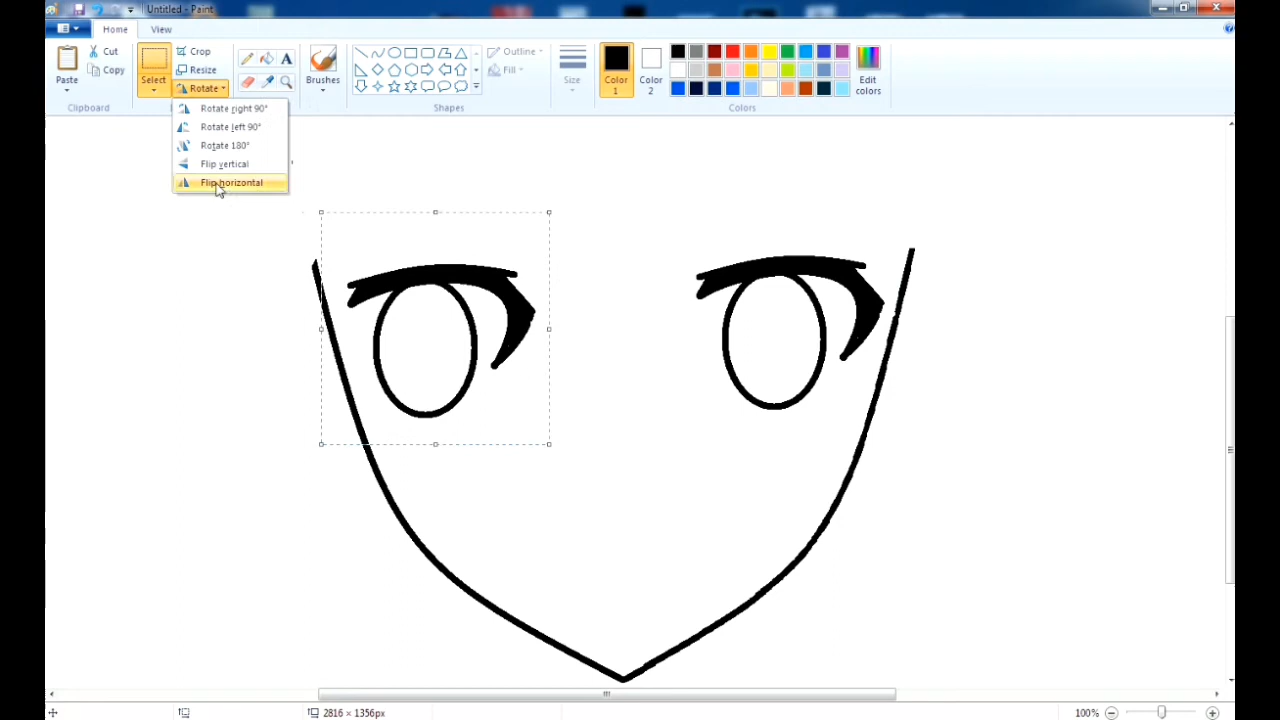 Untitled - Paint
Home View
Paste
Cut
Copy
Clipboard
Select
Crop
Resize
Rotate
Brushes
Outline
Fill
Shapes
Size
Color 1
Color 2
Edit colors
Colors
Rotate right 90°
Rotate left 90°
Rotate 180°
Flip vertical
Flip horizontal
2816 × 1356px
100%